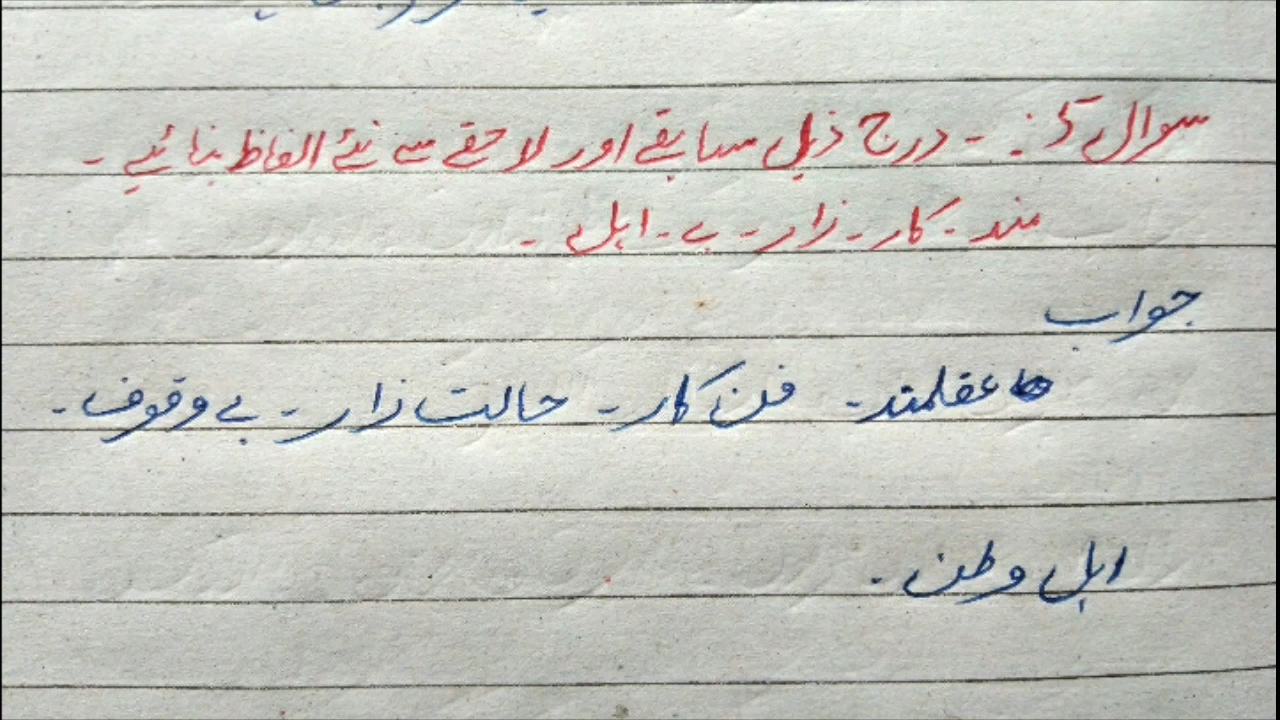 سوال ۵: - درج ذیل سابقے اور لاحقے سے نئے الفاظ بنائیے -
مند - کار - زار - بے - اہل -
جواب
عقلمند - فن کار - حالت زار - بے وقوف -
اہل وطن -